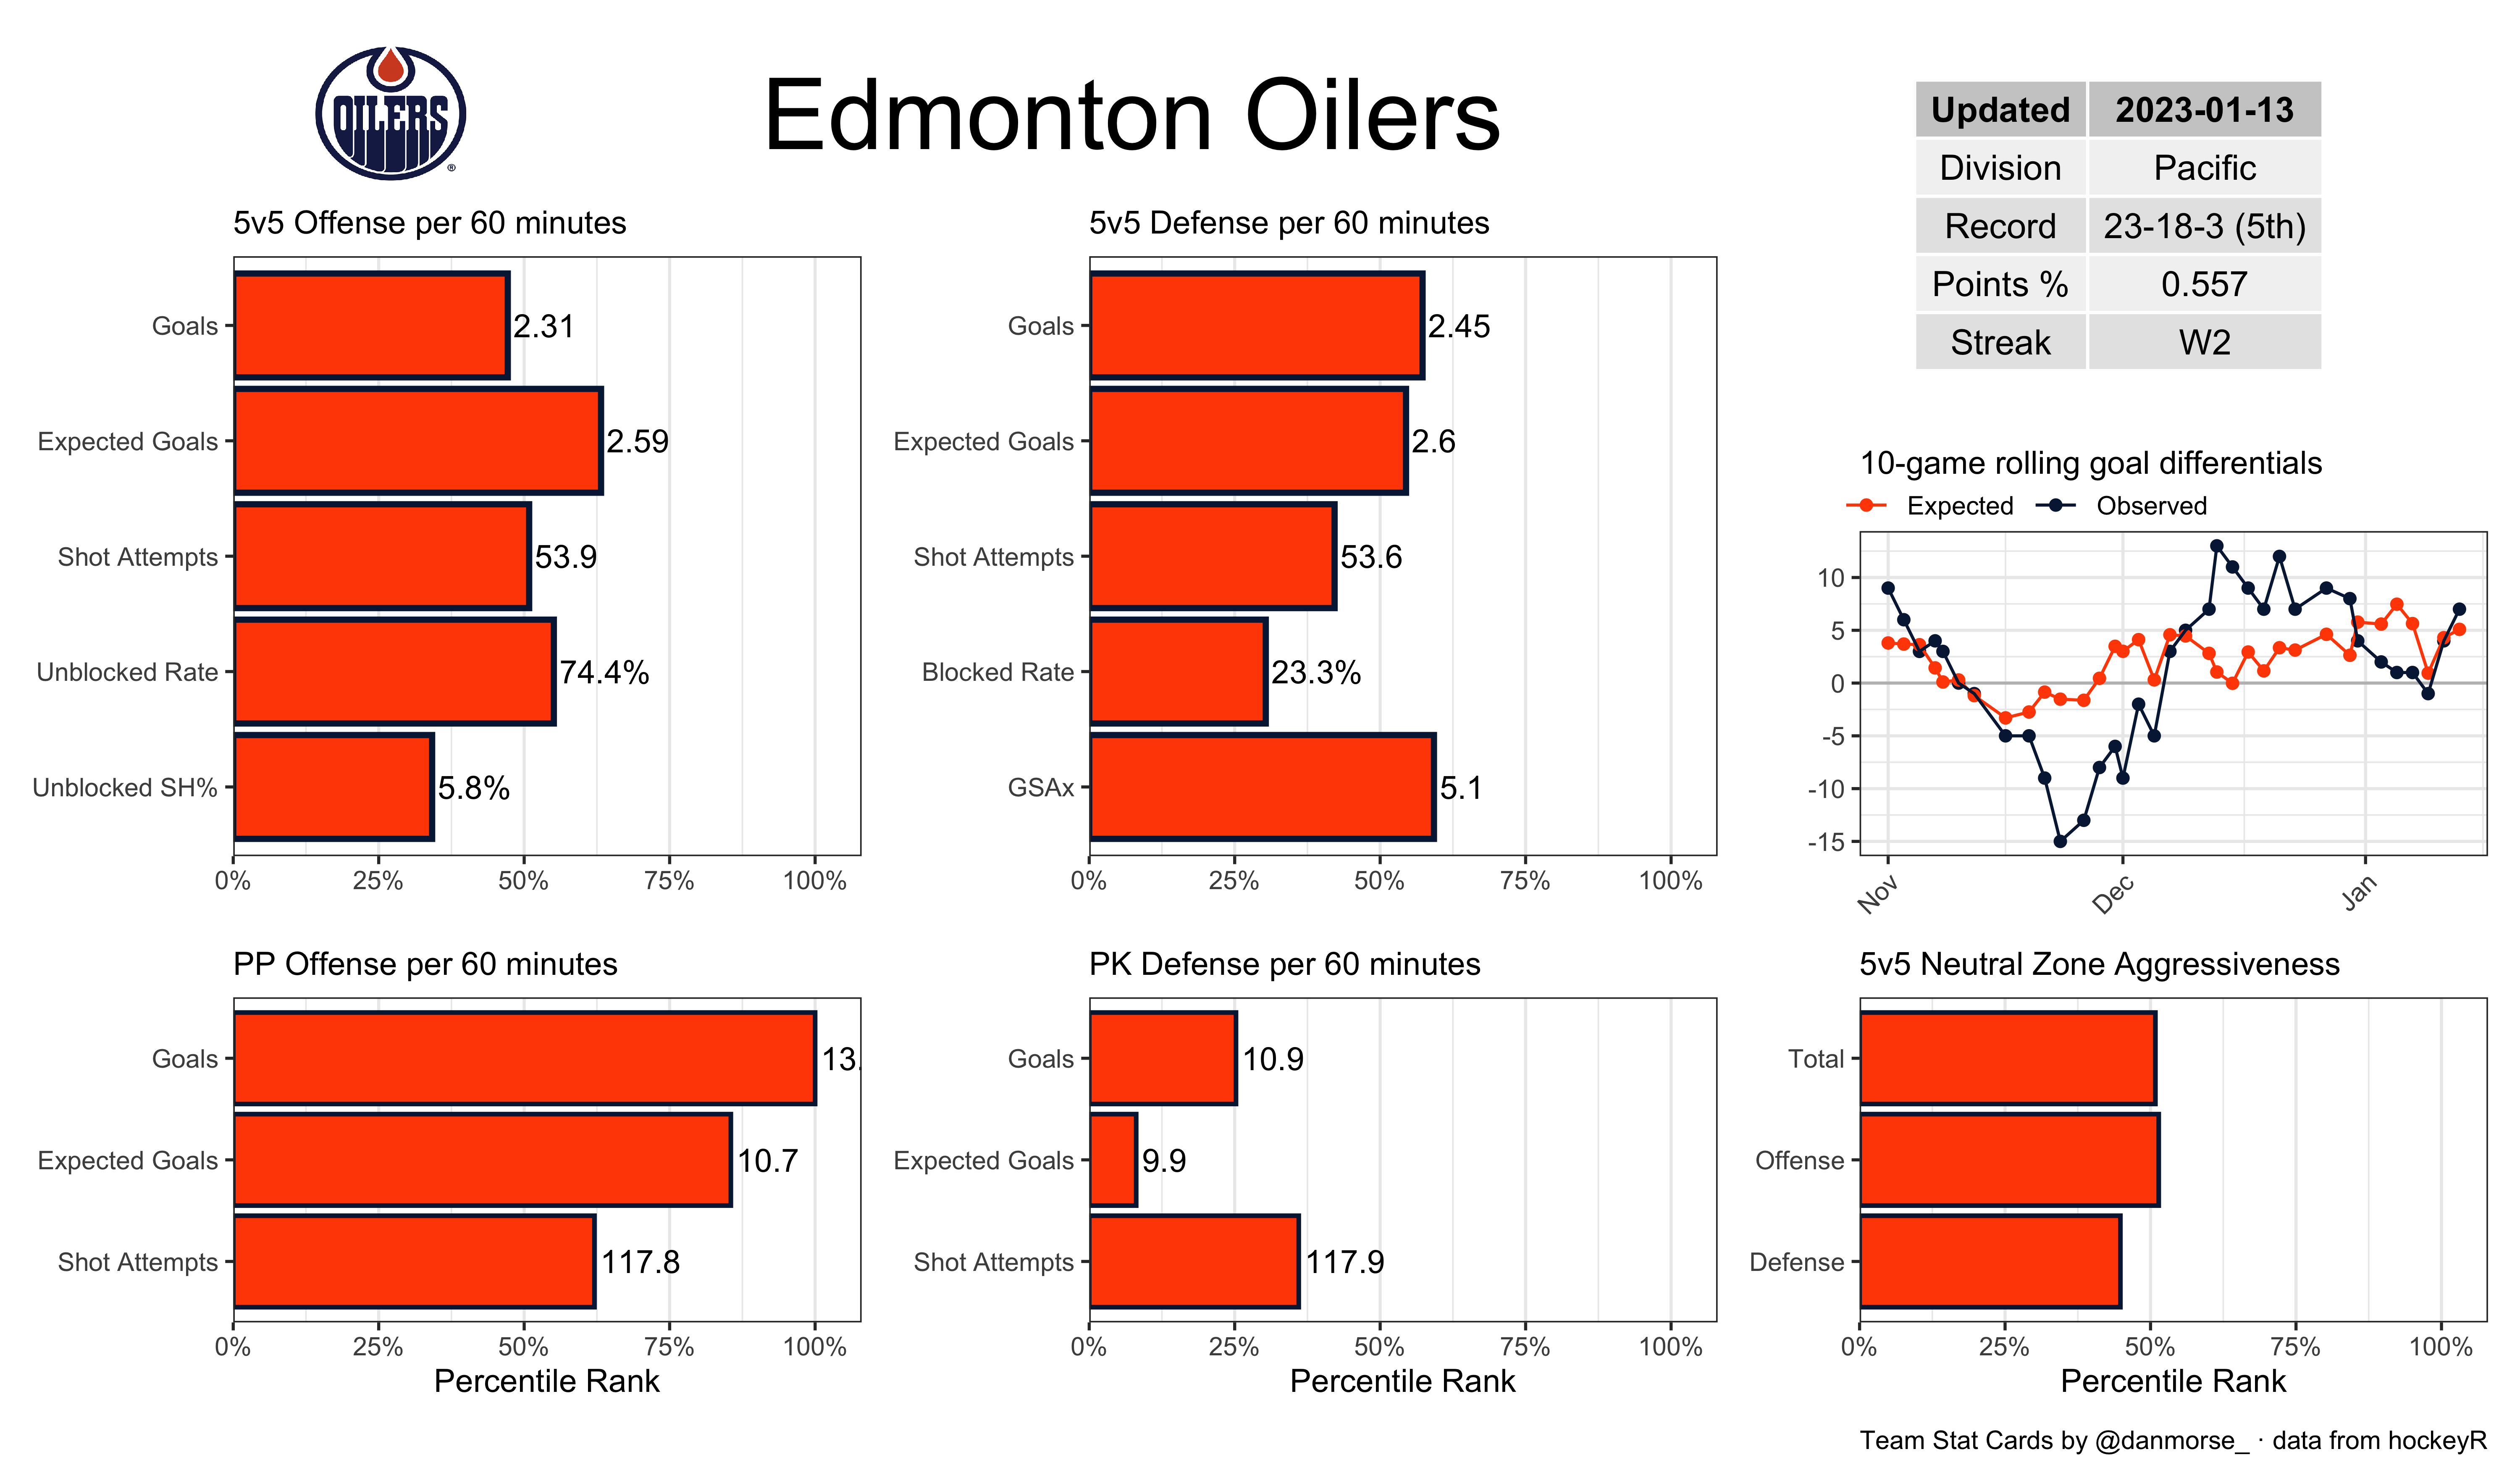 OILERS
®
Edmonton Oilers
Updated 2023-01-13
Division Pacific
Record 23-18-3 (5th)
Points % 0.557
Streak W2
5v5 Offense per 60 minutes
Goals 2.31
Expected Goals 2.59
Shot Attempts 53.9
Unblocked Rate 74.4%
Unblocked SH% 5.8%
0% 25% 50% 75% 100%
5v5 Defense per 60 minutes
Goals 2.45
Expected Goals 2.6
Shot Attempts 53.6
Blocked Rate 23.3%
GSAx 5.1
0% 25% 50% 75% 100%
10-game rolling goal differentials
Expected Observed
10
5
0
-5
-10
-15
Nov Dec Jan
PP Offense per 60 minutes
Goals 13.
Expected Goals 10.7
Shot Attempts 117.8
0% 25% 50% 75% 100%
Percentile Rank
PK Defense per 60 minutes
Goals 10.9
Expected Goals 9.9
Shot Attempts 117.9
0% 25% 50% 75% 100%
Percentile Rank
5v5 Neutral Zone Aggressiveness
Total
Offense
Defense
0% 25% 50% 75% 100%
Percentile Rank
Team Stat Cards by @danmorse_ · data from hockeyR